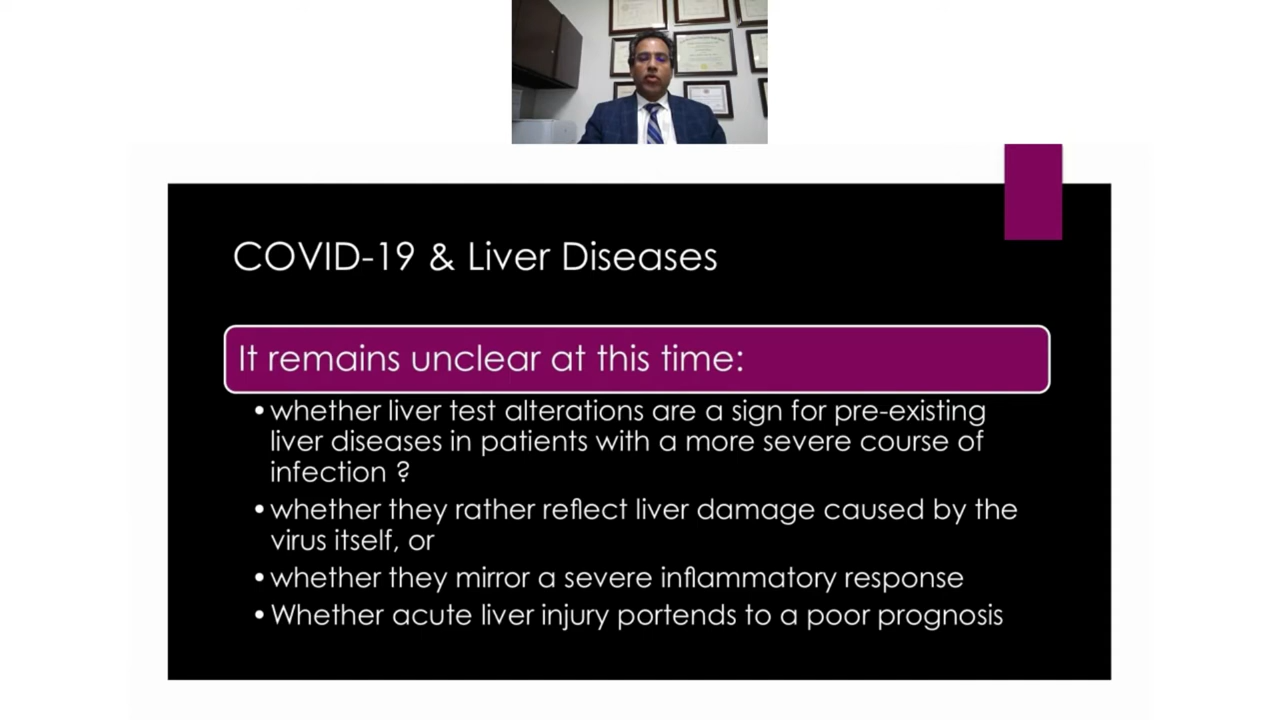 COVID-19 & Liver Diseases
It remains unclear at this time:
•whether liver test alterations are a sign for pre-existing
liver diseases in patients with a more severe course of
infection ?
•whether they rather reflect liver damage caused by the
virus itself, or
•whether they mirror a severe inflammatory response
•Whether acute liver injury portends to a poor prognosis